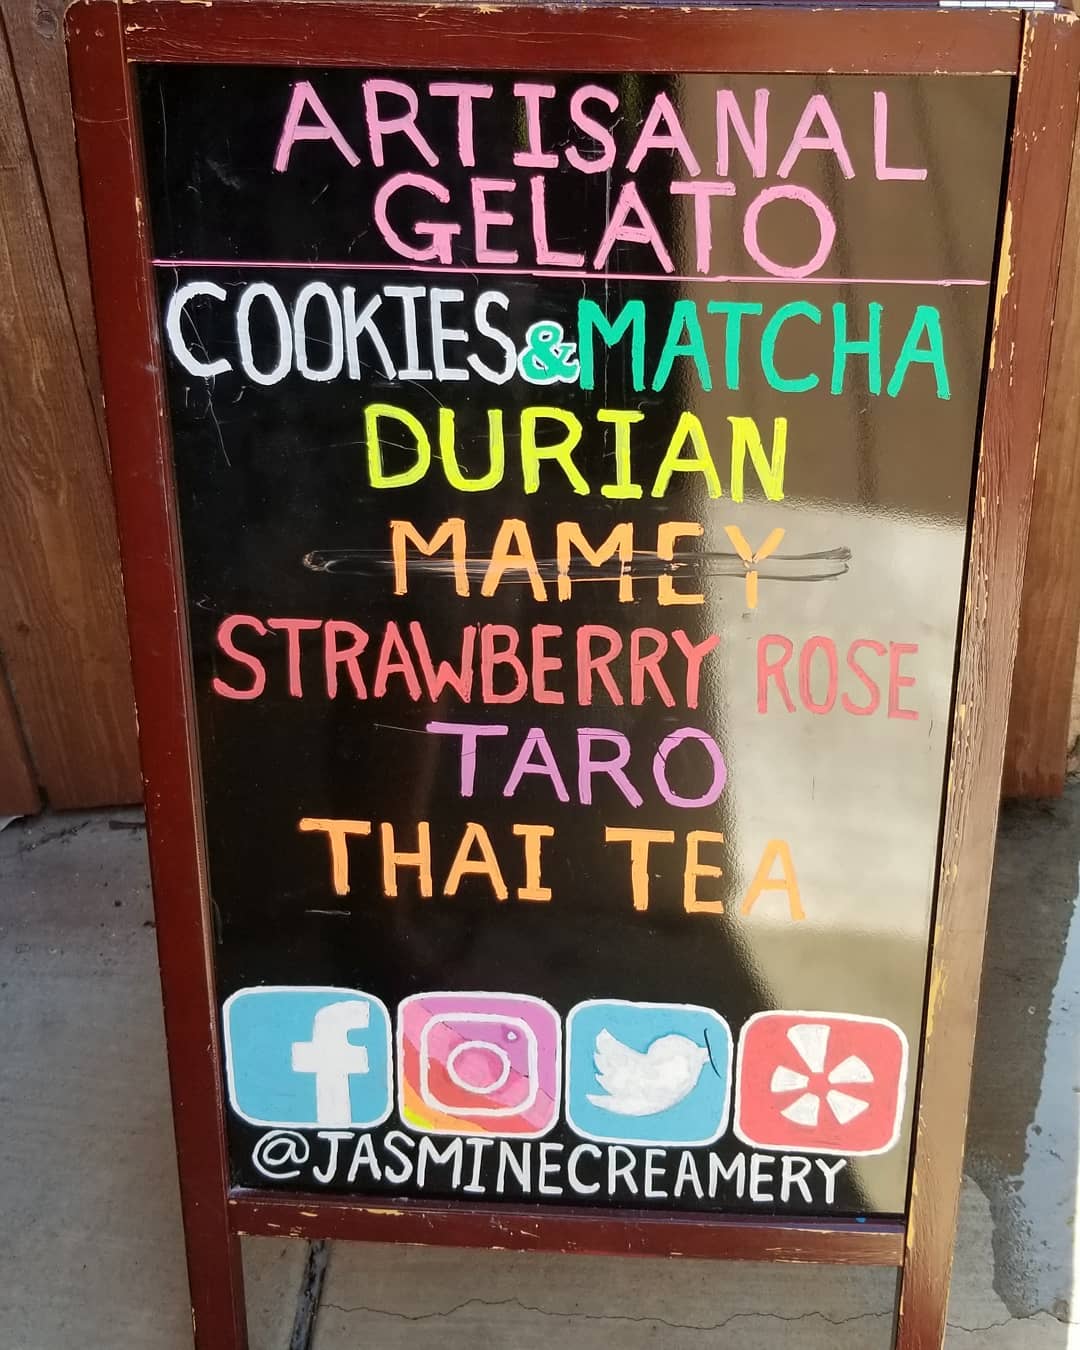 ARTISANAL
GELATO
COOKIES & MATCHA
DURIAN
MAMEY
STRAWBERRY ROSE
TARO
THAI TEA
@JASMINECREAMERY